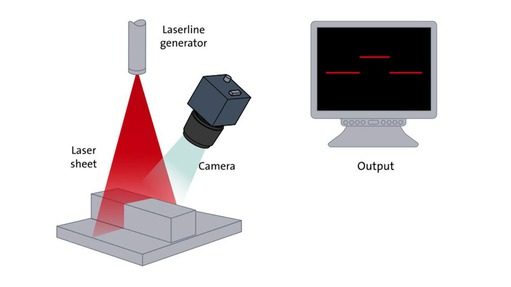 Laserline
generator
Laser
sheet
Camera
Output